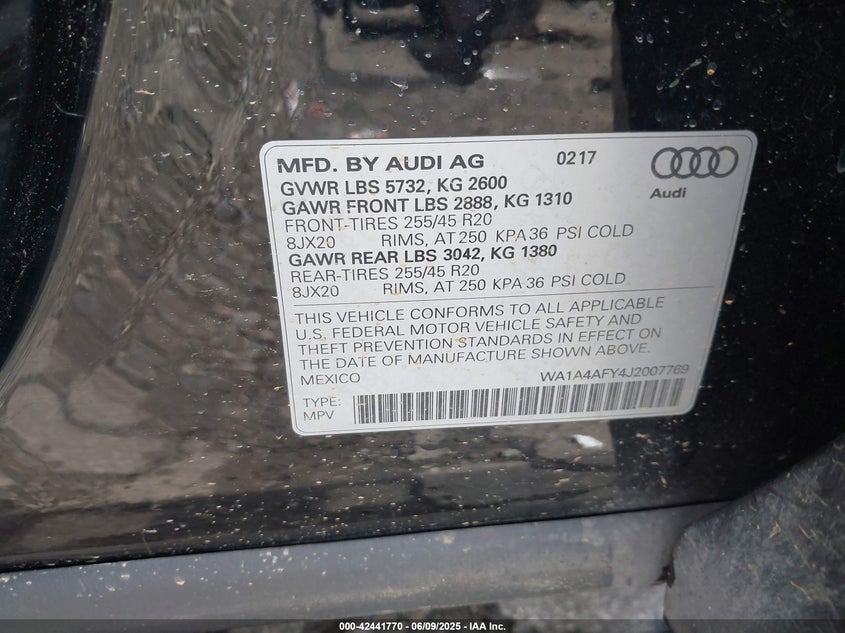 MFD. BY AUDI AG 0217
Audi
GVWR LBS 5732, KG 2600
GAWR FRONT LBS 2888, KG 1310
FRONT-TIRES 255/45 R20
8JX20 RIMS, AT 250 KPA 36 PSI COLD
GAWR REAR LBS 3042, KG 1380
REAR-TIRES 255/45 R20
8JX20 RIMS, AT 250 KPA 36 PSI COLD
THIS VEHICLE CONFORMS TO ALL APPLICABLE
U.S. FEDERAL MOTOR VEHICLE SAFETY AND
THEFT PREVENTION STANDARDS IN EFFECT ON
THE DATE OF MANUFACTURE SHOWN ABOVE.
MEXICO WA1A4AFY4J2007769
TYPE:
MPV
000-42441770 - 06/09/2025 - IAA Inc.